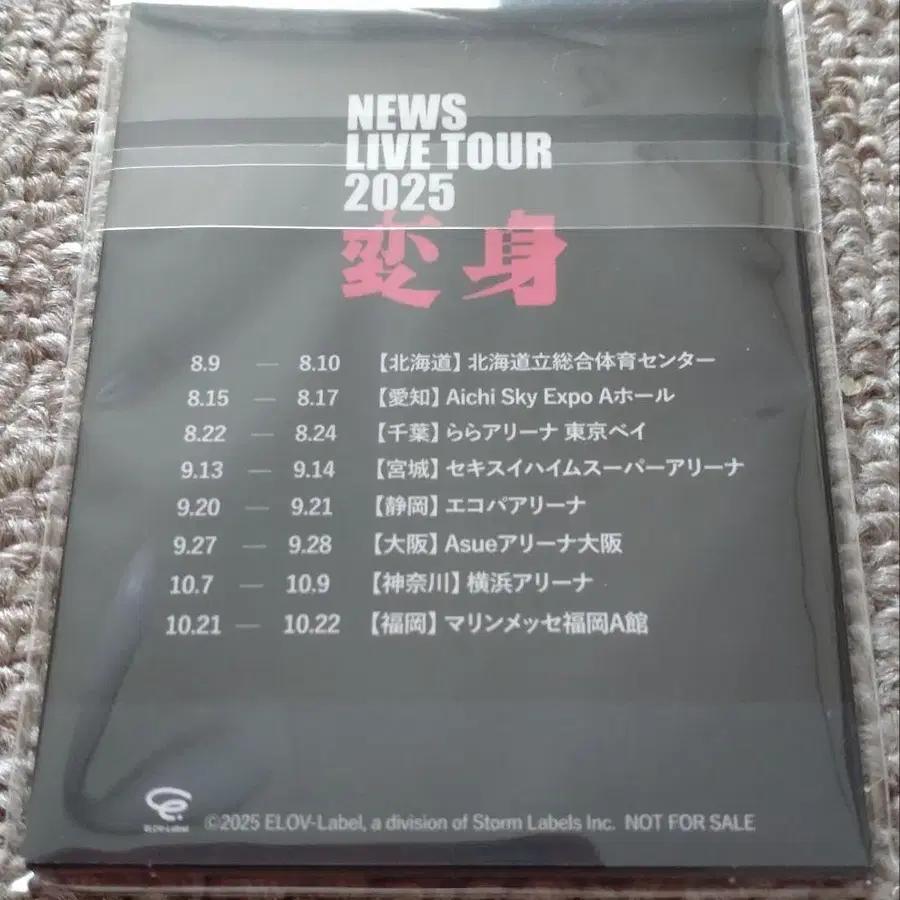 NEWS
LIVE TOUR
2025
変身
8.9 — 8.10 【北海道】北海道立総合体育センター
8.15 — 8.17 【愛知】Aichi Sky Expo Aホール
8.22 — 8.24 【千葉】ららアリーナ 東京ベイ
9.13 — 9.14 【宮城】セキスイハイムスーパーアリーナ
9.20 — 9.21 【静岡】エコパアリーナ
9.27 — 9.28 【大阪】Asueアリーナ大阪
10.7 — 10.9 【神奈川】横浜アリーナ
10.21 — 10.22 【福岡】マリンメッセ福岡A館
ELOV-Label
©2025 ELOV-Label, a division of Storm Labels Inc. NOT FOR SALE